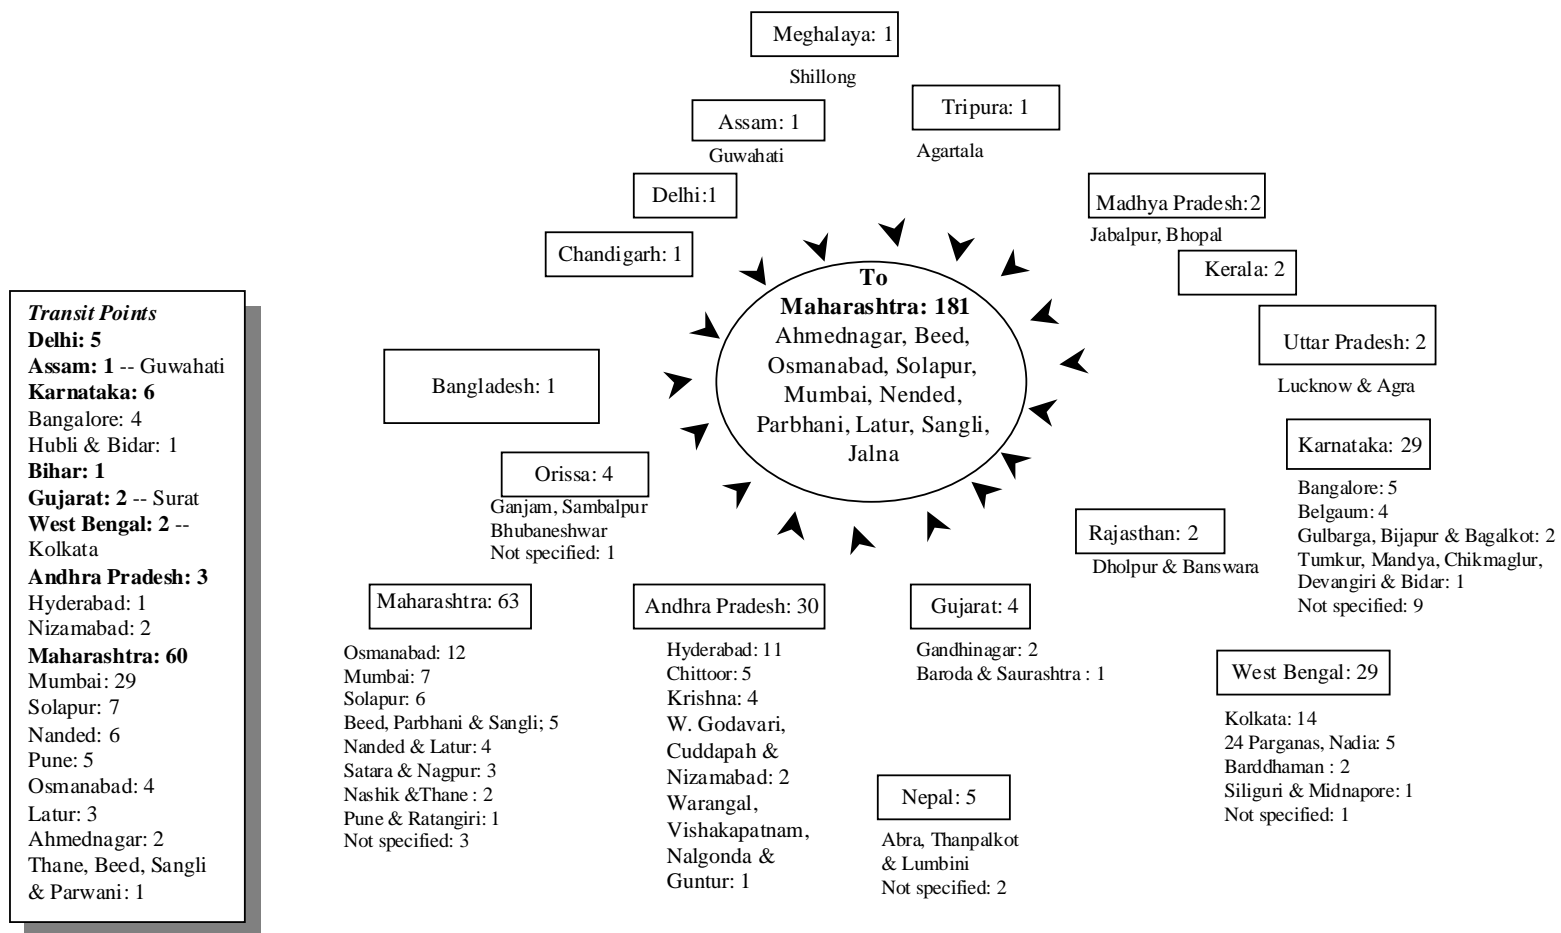 Meghalaya: 1
Shillong
Tripura: 1
Agartala
Assam: 1
Guwahati
Delhi:1
Chandigarh: 1
Madhya Pradesh:2
Jabalpur, Bhopal
Kerala: 2
Uttar Pradesh: 2
Lucknow & Agra
To
Maharashtra: 181
Ahmednagar, Beed,
Osmanabad, Solapur,
Mumbai, Nended,
Parbhani, Latur, Sangli,
Jalna
Transit Points
Delhi: 5
Assam: 1 -- Guwahati
Karnataka: 6
Bangalore: 4
Hubli & Bidar: 1
Bihar: 1
Gujarat: 2 -- Surat
West Bengal: 2 --
Kolkata
Andhra Pradesh: 3
Hyderabad: 1
Nizamabad: 2
Maharashtra: 60
Mumbai: 29
Solapur: 7
Nanded: 6
Pune: 5
Osmanabad: 4
Latur: 3
Ahmednagar: 2
Thane, Beed, Sangli
& Parwani: 1
Bangladesh: 1
Orissa: 4
Ganjam, Sambalpur
Bhubaneshwar
Not specified: 1
Karnataka: 29
Bangalore: 5
Belgaum: 4
Gulbarga, Bijapur & Bagalkot: 2
Tumkur, Mandya, Chikmaglur,
Devangiri & Bidar: 1
Not specified: 9
Rajasthan: 2
Dholpur & Banswara
Maharashtra: 63
Osmanabad: 12
Mumbai: 7
Solapur: 6
Beed, Parbhani & Sangli; 5
Nanded & Latur: 4
Satara & Nagpur: 3
Nashik &Thane : 2
Pune & Ratangiri: 1
Not specified: 3
Andhra Pradesh: 30
Hyderabad: 11
Chittoor: 5
Krishna: 4
W. Godavari,
Cuddapah &
Nizamabad: 2
Warangal,
Vishakapatnam,
Nalgonda &
Guntur: 1
Gujarat: 4
Gandhinagar: 2
Baroda & Saurashtra : 1
Nepal: 5
Abra, Thanpalkot
& Lumbini
Not specified: 2
West Bengal: 29
Kolkata: 14
24 Parganas, Nadia: 5
Barddhaman : 2
Siliguri & Midnapore: 1
Not specified: 1